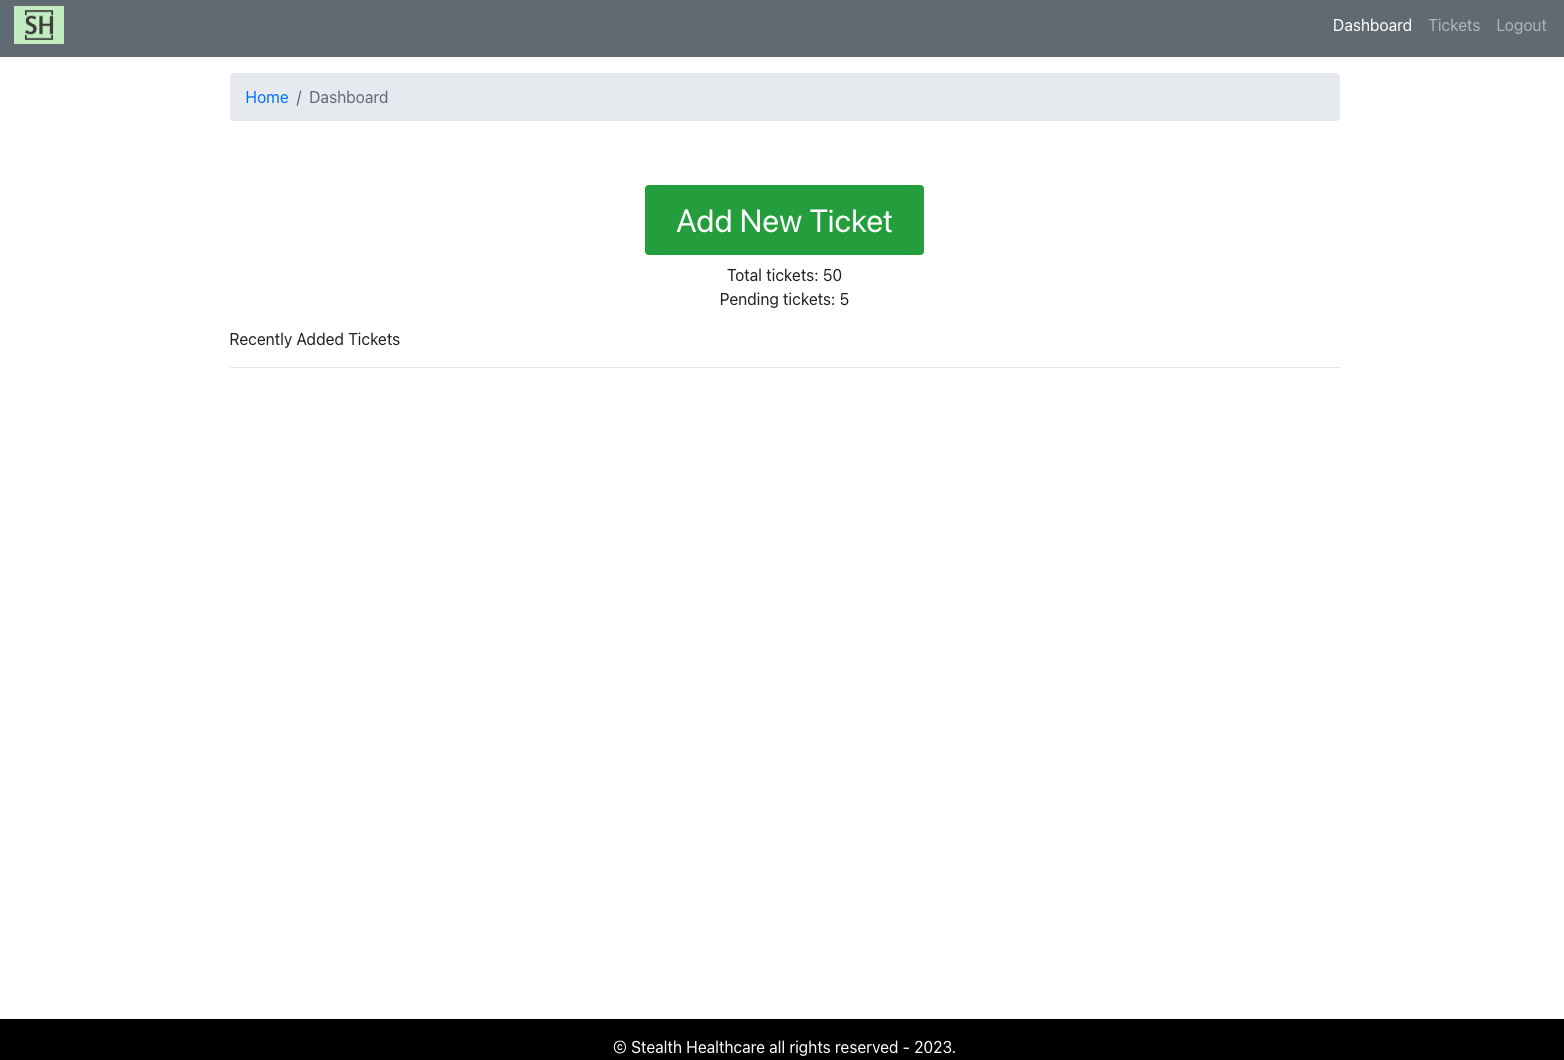 SH
Dashboard Tickets Logout
Home / Dashboard
Add New Ticket
Total tickets: 50
Pending tickets: 5
Recently Added Tickets
© Stealth Healthcare all rights reserved - 2023.